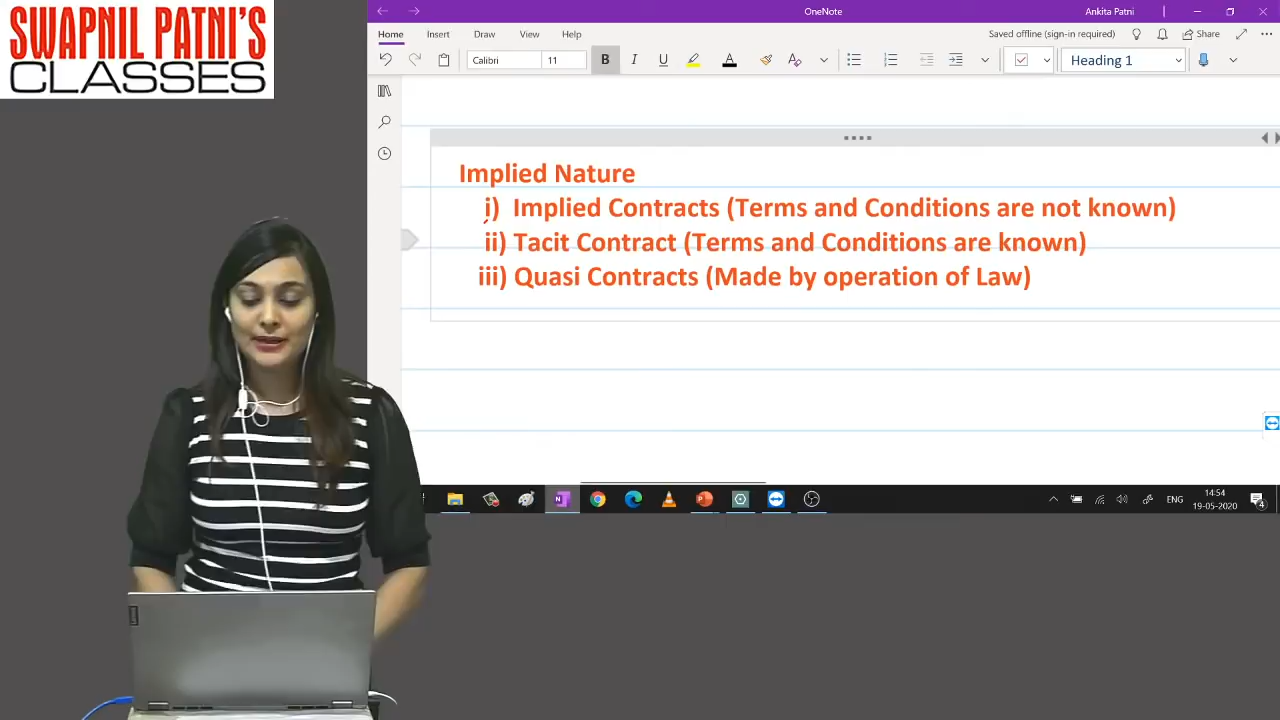 SWAPNIL PATNI'S
CLASSES
OneNote
Ankita Patni
Home Insert Draw View Help
Saved offline (sign-in required)
Share
Calibri 11 B I U A
Heading 1
Implied Nature
i) Implied Contracts (Terms and Conditions are not known)
ii) Tacit Contract (Terms and Conditions are known)
iii) Quasi Contracts (Made by operation of Law)
ENG
14:54
19-05-2020
4